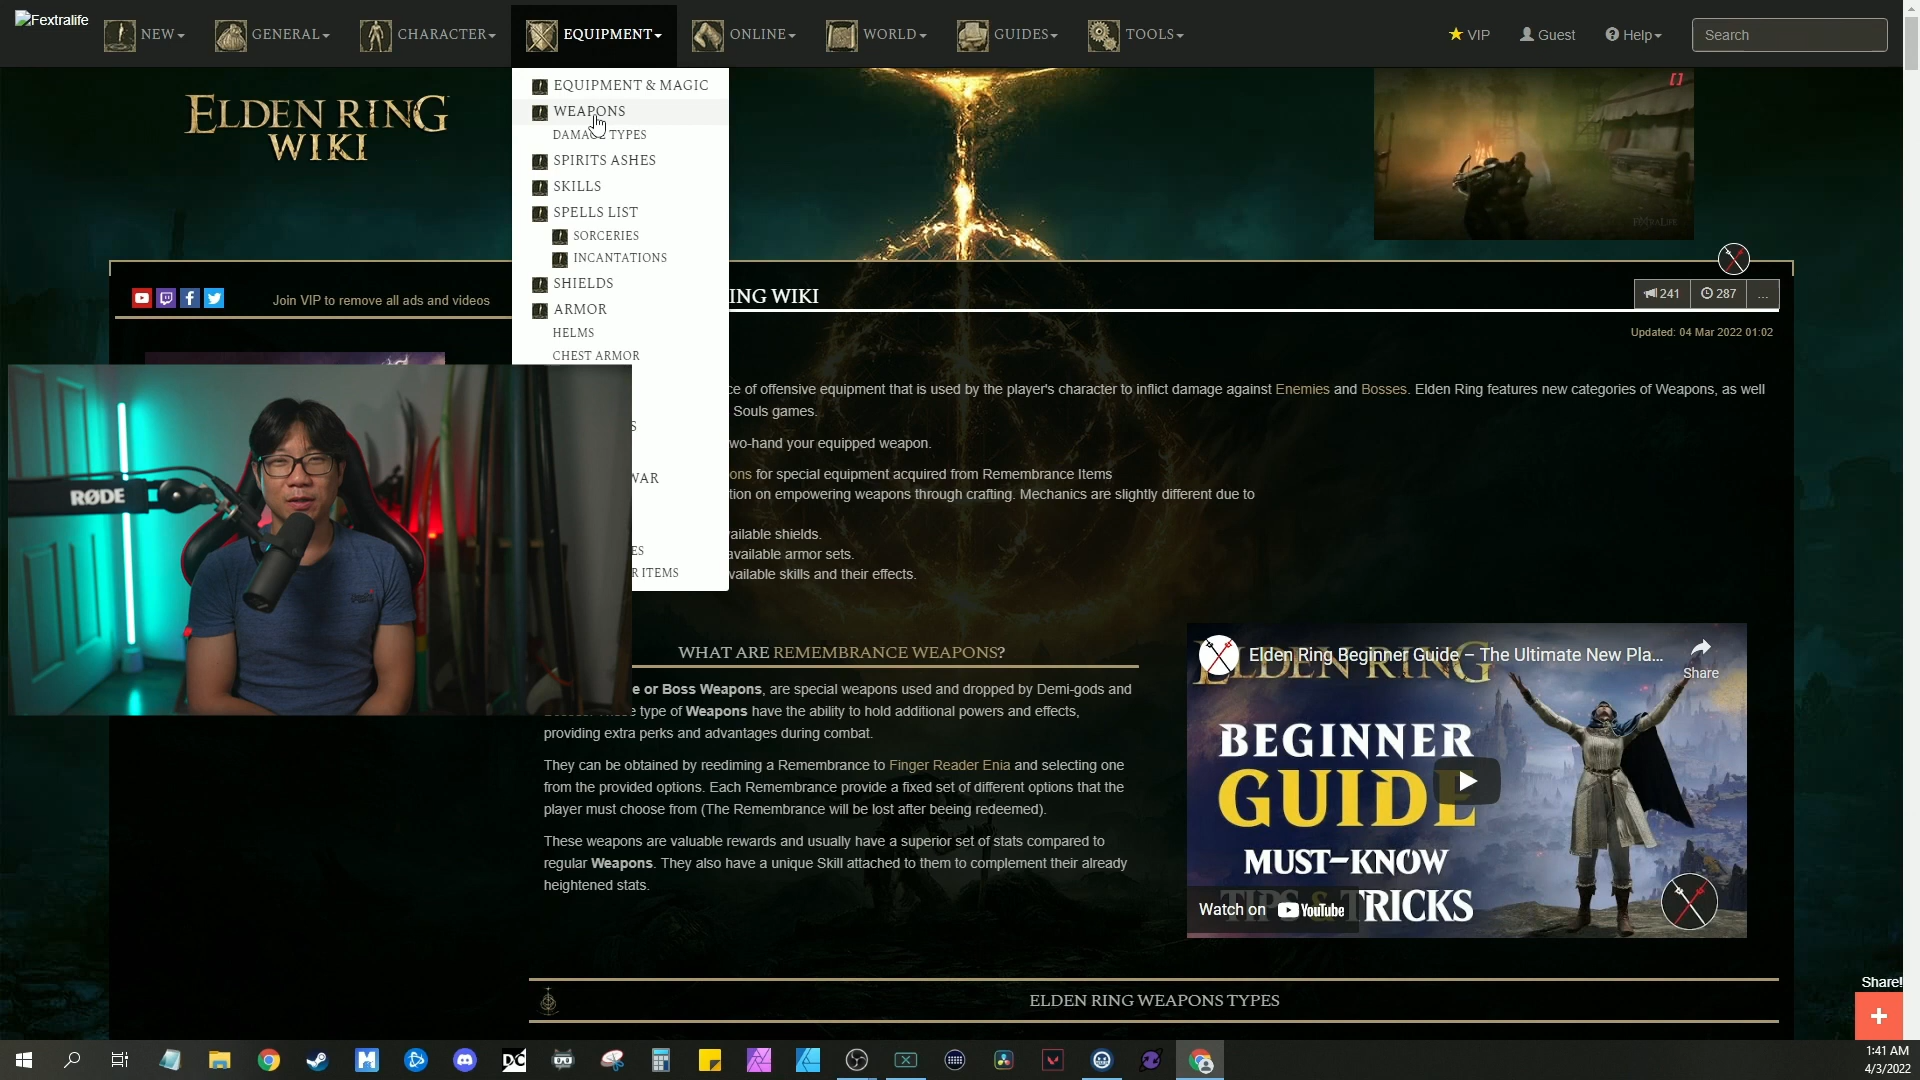 Fextralife
NEW
GENERAL
CHARACTER
EQUIPMENT
ONLINE
WORLD
GUIDES
TOOLS
VIP
Guest
Help
Search
ELDEN RING
WIKI
EQUIPMENT & MAGIC
WEAPONS
DAMAGE TYPES
SPIRITS ASHES
SKILLS
SPELLS LIST
SORCERIES
INCANTATIONS
SHIELDS
ARMOR
HELMS
CHEST ARMOR
S
WAR
ES
R ITEMS
FEXTRALIFE
Join VIP to remove all ads and videos
ING WIKI
241
287
...
Updated: 04 Mar 2022 01:02
ce of offensive equipment that is used by the player's character to inflict damage against Enemies and Bosses. Elden Ring features new categories of Weapons, as well
Souls games.
wo-hand your equipped weapon.
ons for special equipment acquired from Remembrance Items
tion on empowering weapons through crafting. Mechanics are slightly different due to
ailable shields.
available armor sets.
vailable skills and their effects.
RØDE
WHAT ARE REMEMBRANCE WEAPONS?
e or Boss Weapons, are special weapons used and dropped by Demi-gods and
type of Weapons have the ability to hold additional powers and effects,
providing extra perks and advantages during combat.
They can be obtained by reediming a Remembrance to Finger Reader Enia and selecting one
from the provided options. Each Remembrance provide a fixed set of different options that the
player must choose from (The Remembrance will be lost after beeing redeemed).
These weapons are valuable rewards and usually have a superior set of stats compared to
regular Weapons. They also have a unique Skill attached to them to complement their already
heightened stats.
Elden Ring Beginner Guide – The Ultimate New Pla...
Share
ELDEN RING
BEGINNER
GUIDE
MUST-KNOW
TIPS & TRICKS
Watch on YouTube
ELDEN RING WEAPONS TYPES
Share!
+
1:41 AM
4/3/2022